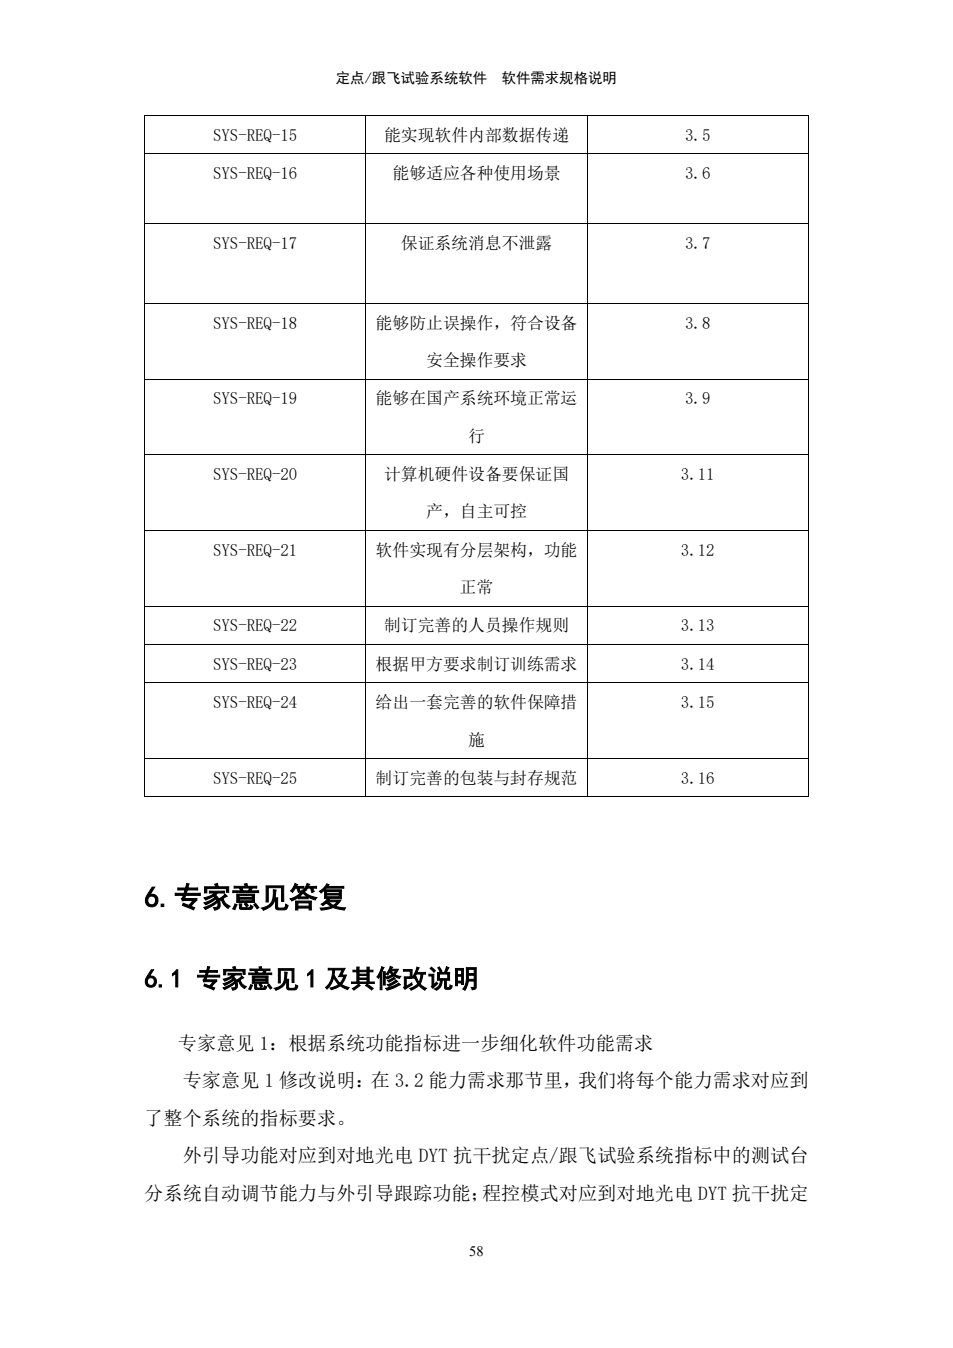 定点/跟飞试验系统软件　软件需求规格说明
SYS-REQ-15 能实现软件内部数据传递 3.5
SYS-REQ-16 能够适应各种使用场景 3.6
SYS-REQ-17 保证系统消息不泄露 3.7
SYS-REQ-18 能够防止误操作，符合设备 3.8
安全操作要求
SYS-REQ-19 能够在国产系统环境正常运 3.9
行
SYS-REQ-20 计算机硬件设备要保证国 3.11
产，自主可控
SYS-REQ-21 软件实现有分层架构，功能 3.12
正常
SYS-REQ-22 制订完善的人员操作规则 3.13
SYS-REQ-23 根据甲方要求制订训练需求 3.14
SYS-REQ-24 给出一套完善的软件保障措 3.15
施
SYS-REQ-25 制订完善的包装与封存规范 3.16
6.专家意见答复
6.1 专家意见 1 及其修改说明
专家意见 1：根据系统功能指标进一步细化软件功能需求
专家意见 1 修改说明：在 3.2 能力需求那节里，我们将每个能力需求对应到
了整个系统的指标要求。
外引导功能对应到对地光电 DYT 抗干扰定点/跟飞试验系统指标中的测试台
分系统自动调节能力与外引导跟踪功能；程控模式对应到对地光电 DYT 抗干扰定
58